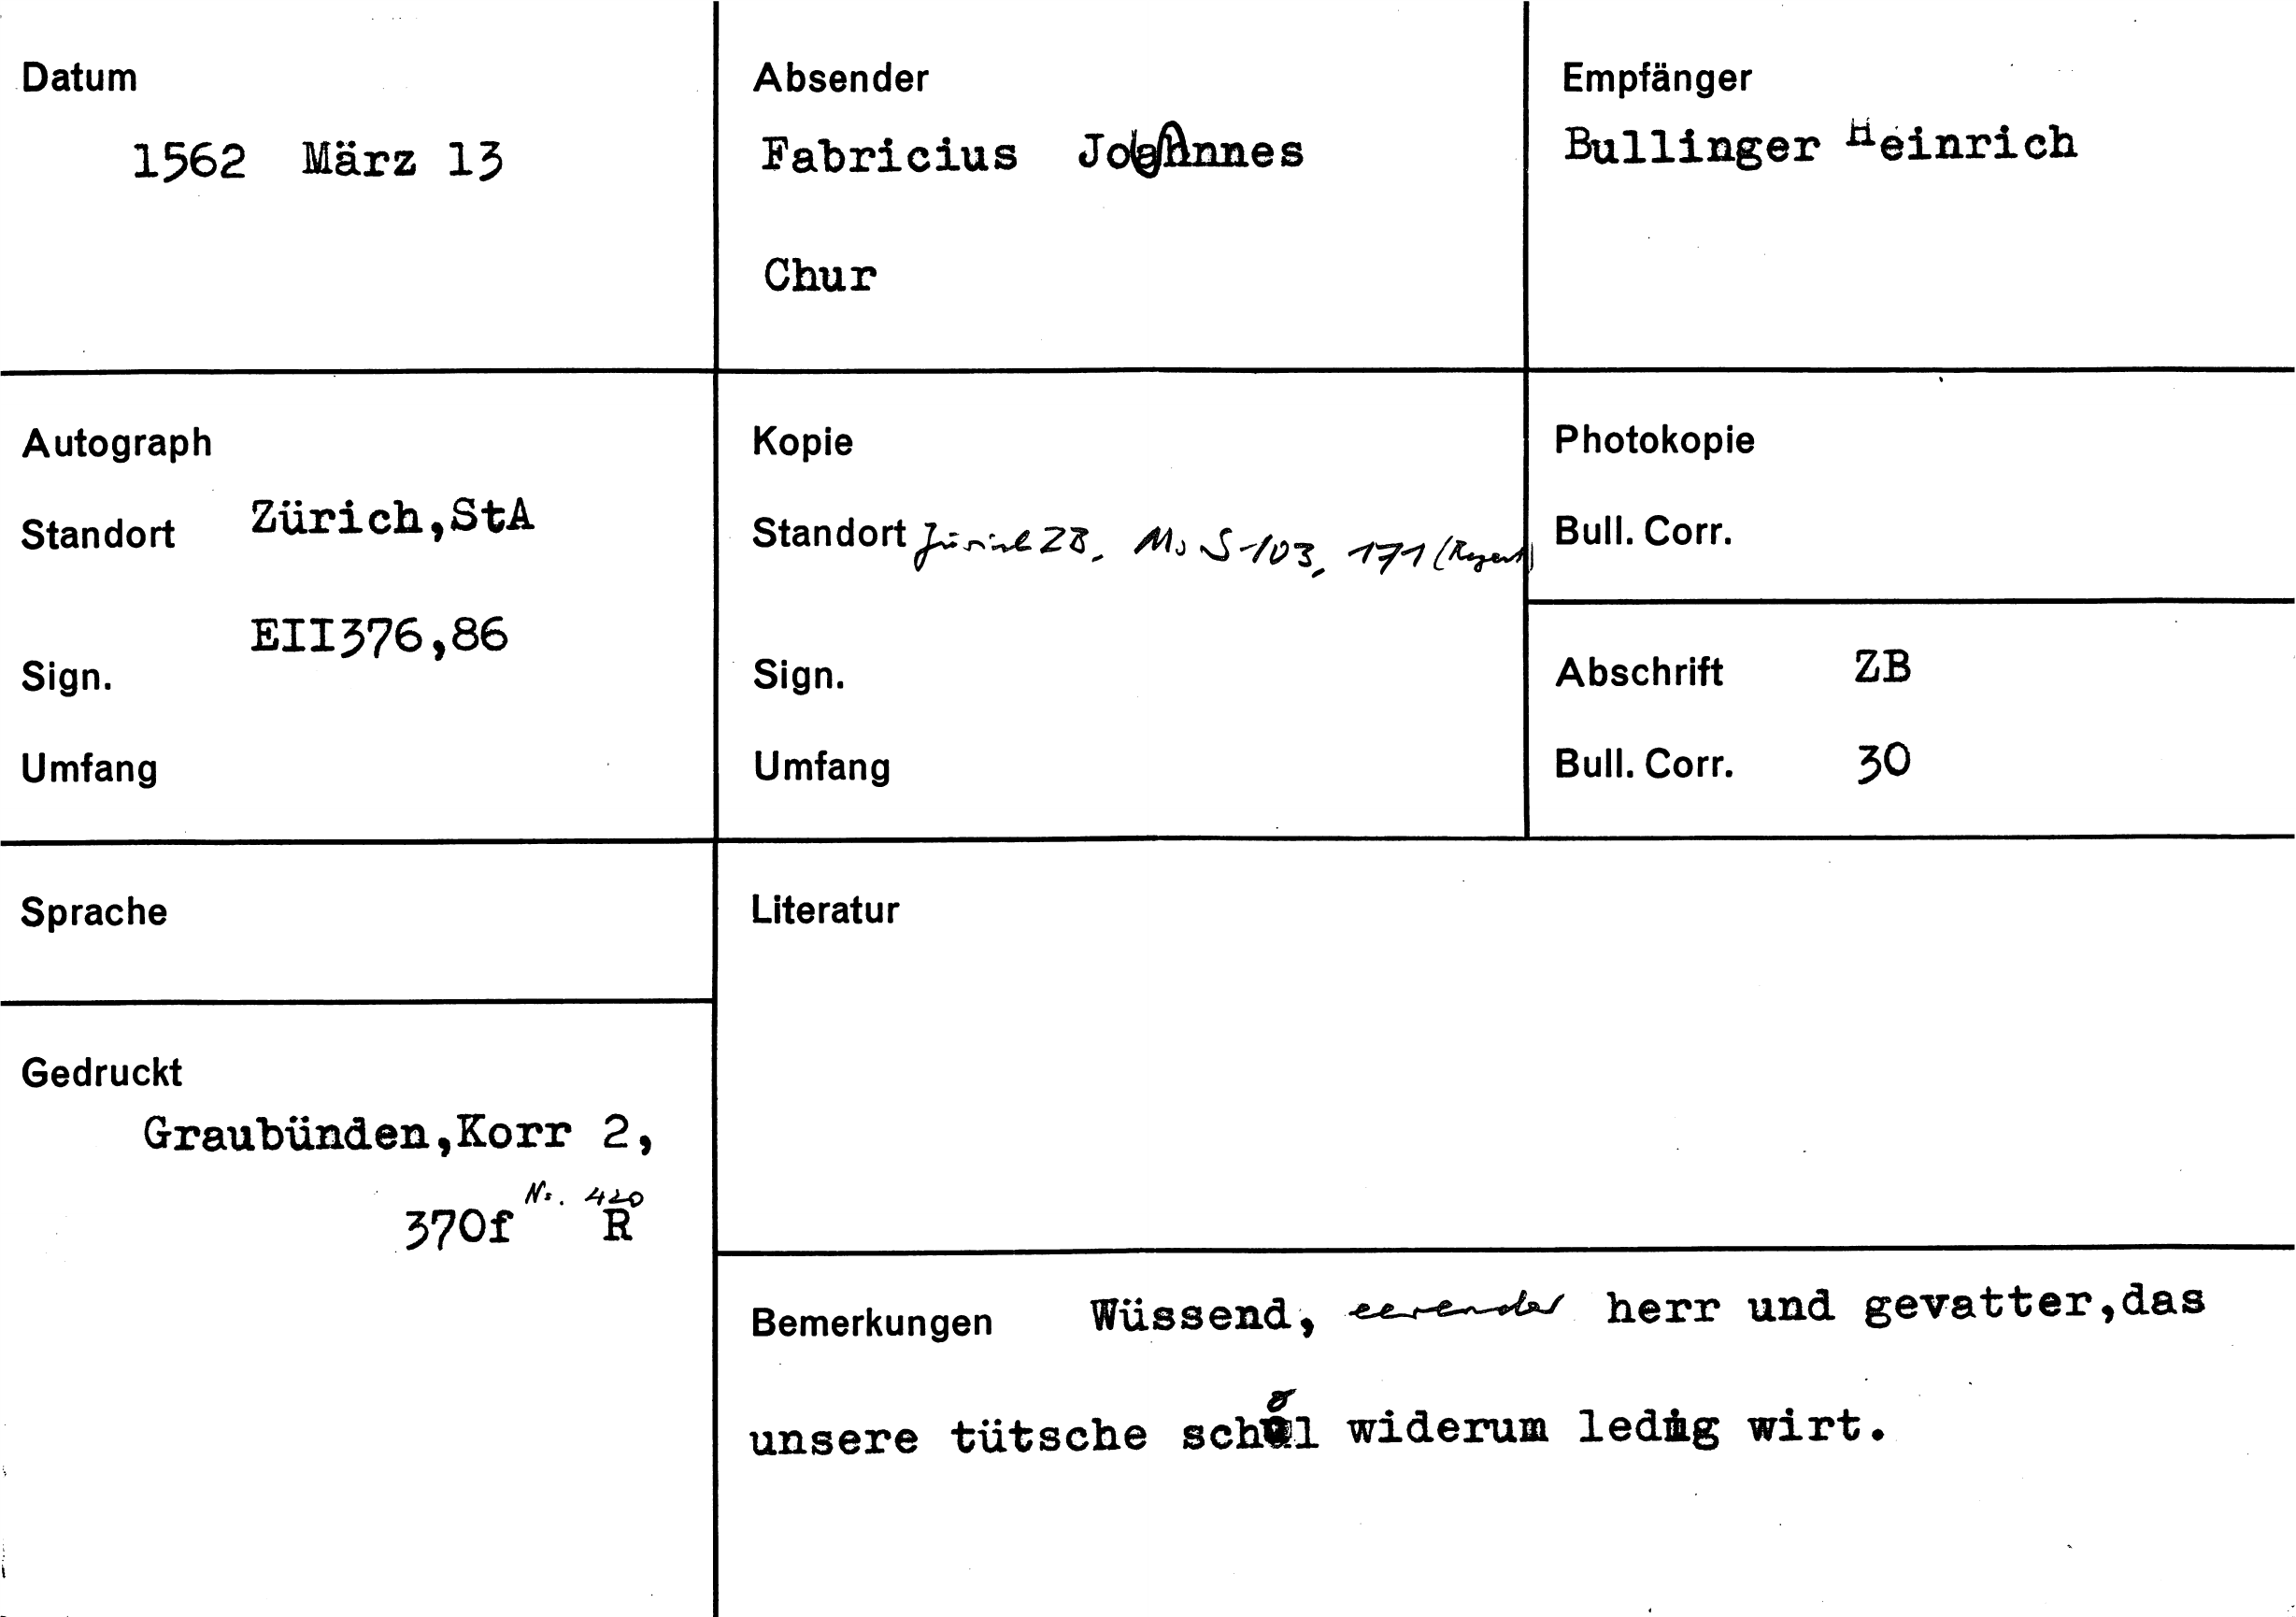 Datum
1562 März 13
Absender
Fabricius Johannes
Chur
Empfänger
Bullinger Heinrich
Autograph
Standort Zürich,StA
EII376,86
Sign.
Umfang
Kopie
Standort Zürich ZB, Ms S 103, 171 (Regest)
Sign.
Umfang
Photokopie
Bull. Corr.
Abschrift ZB
Bull. Corr. 30
Sprache
Gedruckt
Graubünden,Korr 2,
Nr. 420
370f R
Literatur
Bemerkungen Wüssend, eerender herr und gevatter,das
unsere tütsche schůl widerum ledig wirt.